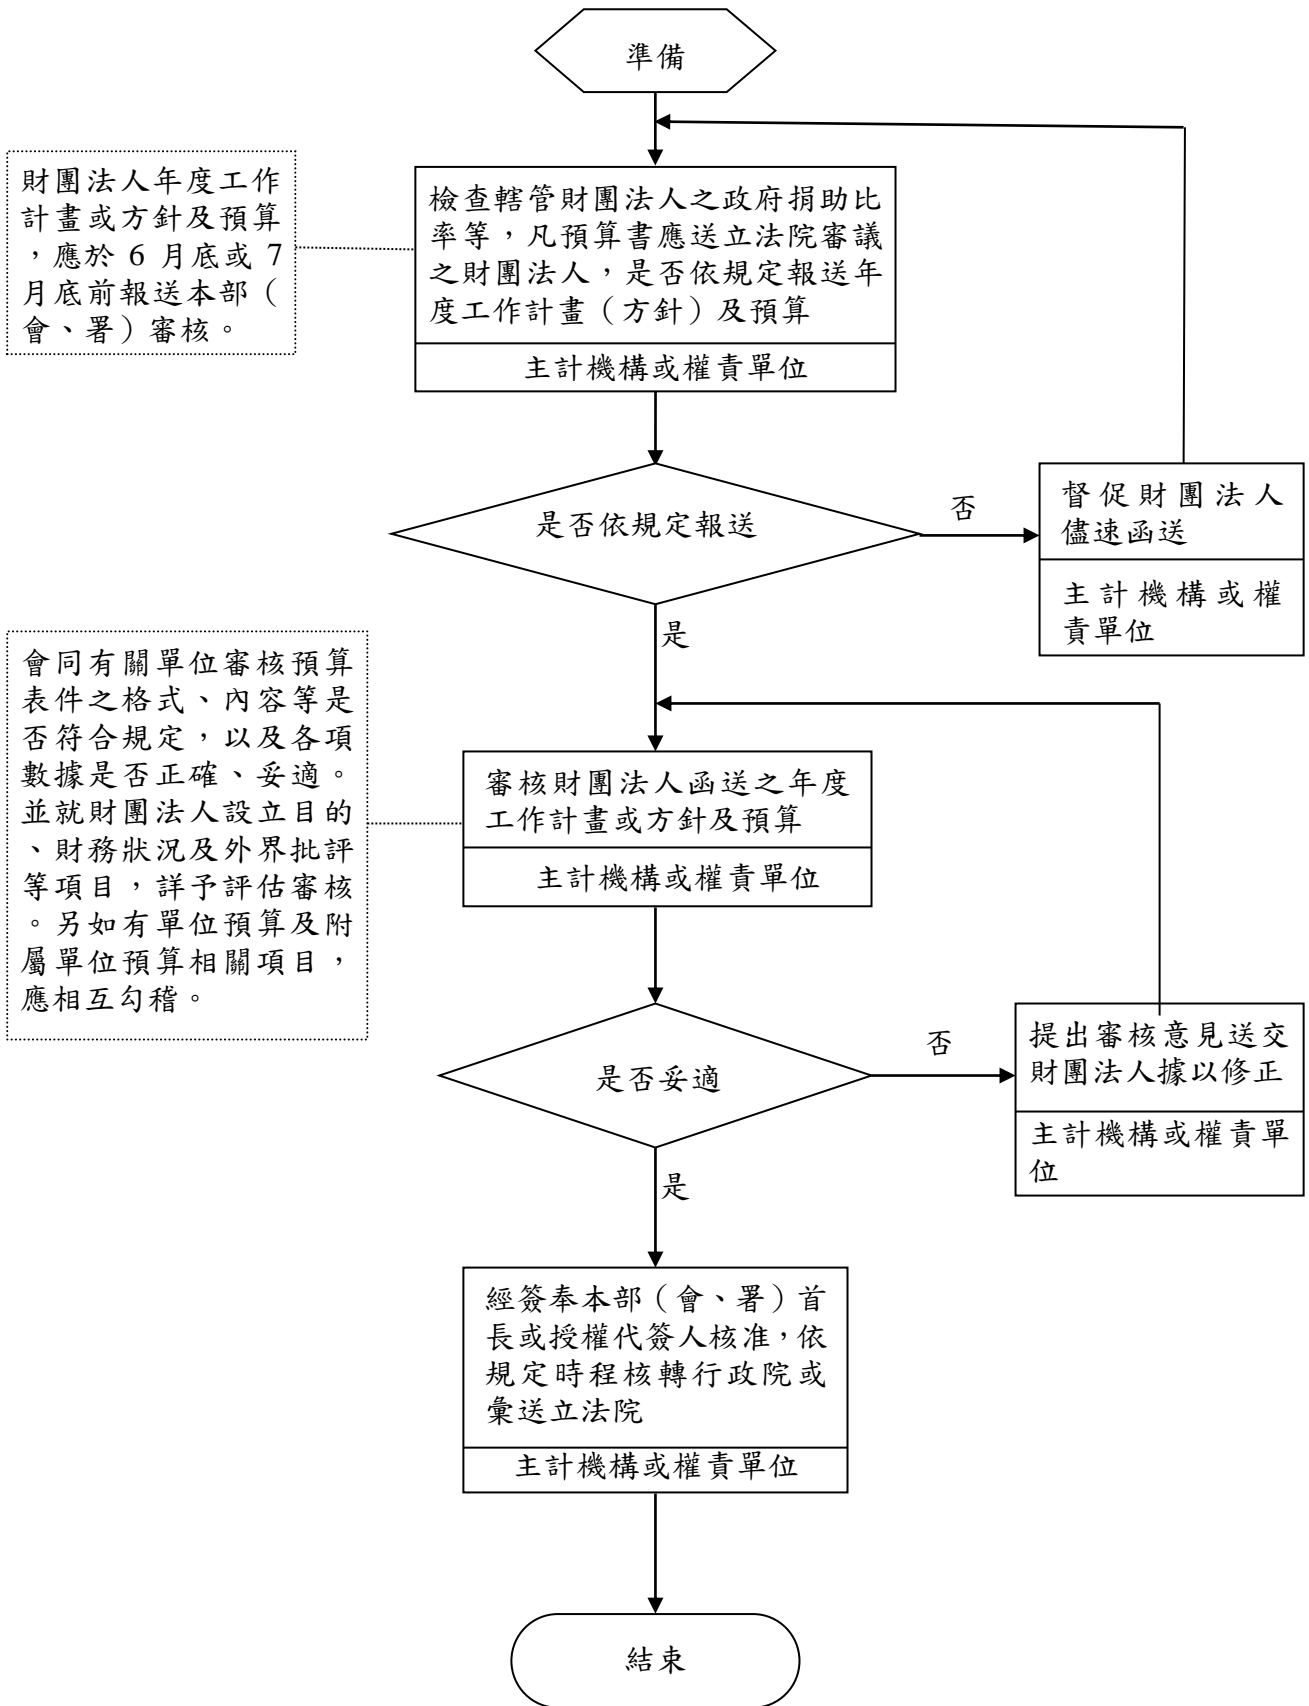 準備
財團法人年度工作
計畫或方針及預算
，應於 6 月底或 7
月底前報送本部（
會、署）審核。
檢查轄管財團法人之政府捐助比
率等，凡預算書應送立法院審議
之財團法人，是否依規定報送年
度工作計畫（方針）及預算
主計機構或權責單位
是否依規定報送
否
督促財團法人
儘速函送
主計機構或權
責單位
是
會同有關單位審核預算
表件之格式、內容等是
否符合規定，以及各項
數據是否正確、妥適。
並就財團法人設立目的
、財務狀況及外界批評
等項目，詳予評估審核
。另如有單位預算及附
屬單位預算相關項目，
應相互勾稽。
審核財團法人函送之年度
工作計畫或方針及預算
主計機構或權責單位
是否妥適
否
提出審核意見送交
財團法人據以修正
主計機構或權責單
位
是
經簽奉本部（會、署）首
長或授權代簽人核准，依
規定時程核轉行政院或
彙送立法院
主計機構或權責單位
結束